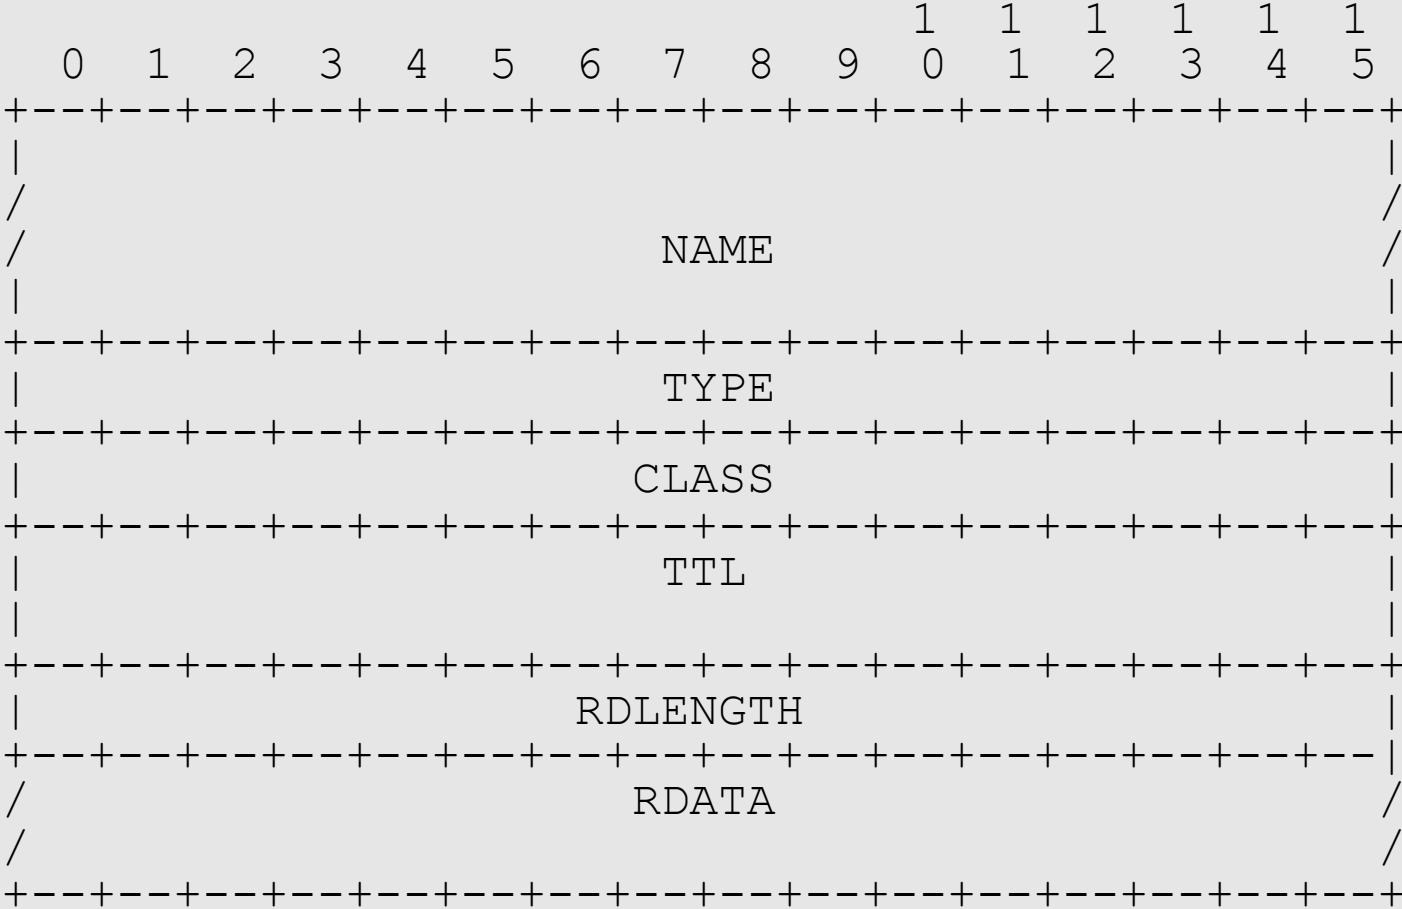 1  1  1  1  1  1
  0  1  2  3  4  5  6  7  8  9  0  1  2  3  4  5
+--+--+--+--+--+--+--+--+--+--+--+--+--+--+--+--+
|                                               |
/                                               /
/                      NAME                     /
|                                               |
+--+--+--+--+--+--+--+--+--+--+--+--+--+--+--+--+
|                      TYPE                     |
+--+--+--+--+--+--+--+--+--+--+--+--+--+--+--+--+
|                     CLASS                     |
+--+--+--+--+--+--+--+--+--+--+--+--+--+--+--+--+
|                      TTL                      |
|                                               |
+--+--+--+--+--+--+--+--+--+--+--+--+--+--+--+--+
|                   RDLENGTH                    |
+--+--+--+--+--+--+--+--+--+--+--+--+--+--+--+--|
/                     RDATA                     /
/                                               /
+--+--+--+--+--+--+--+--+--+--+--+--+--+--+--+--+